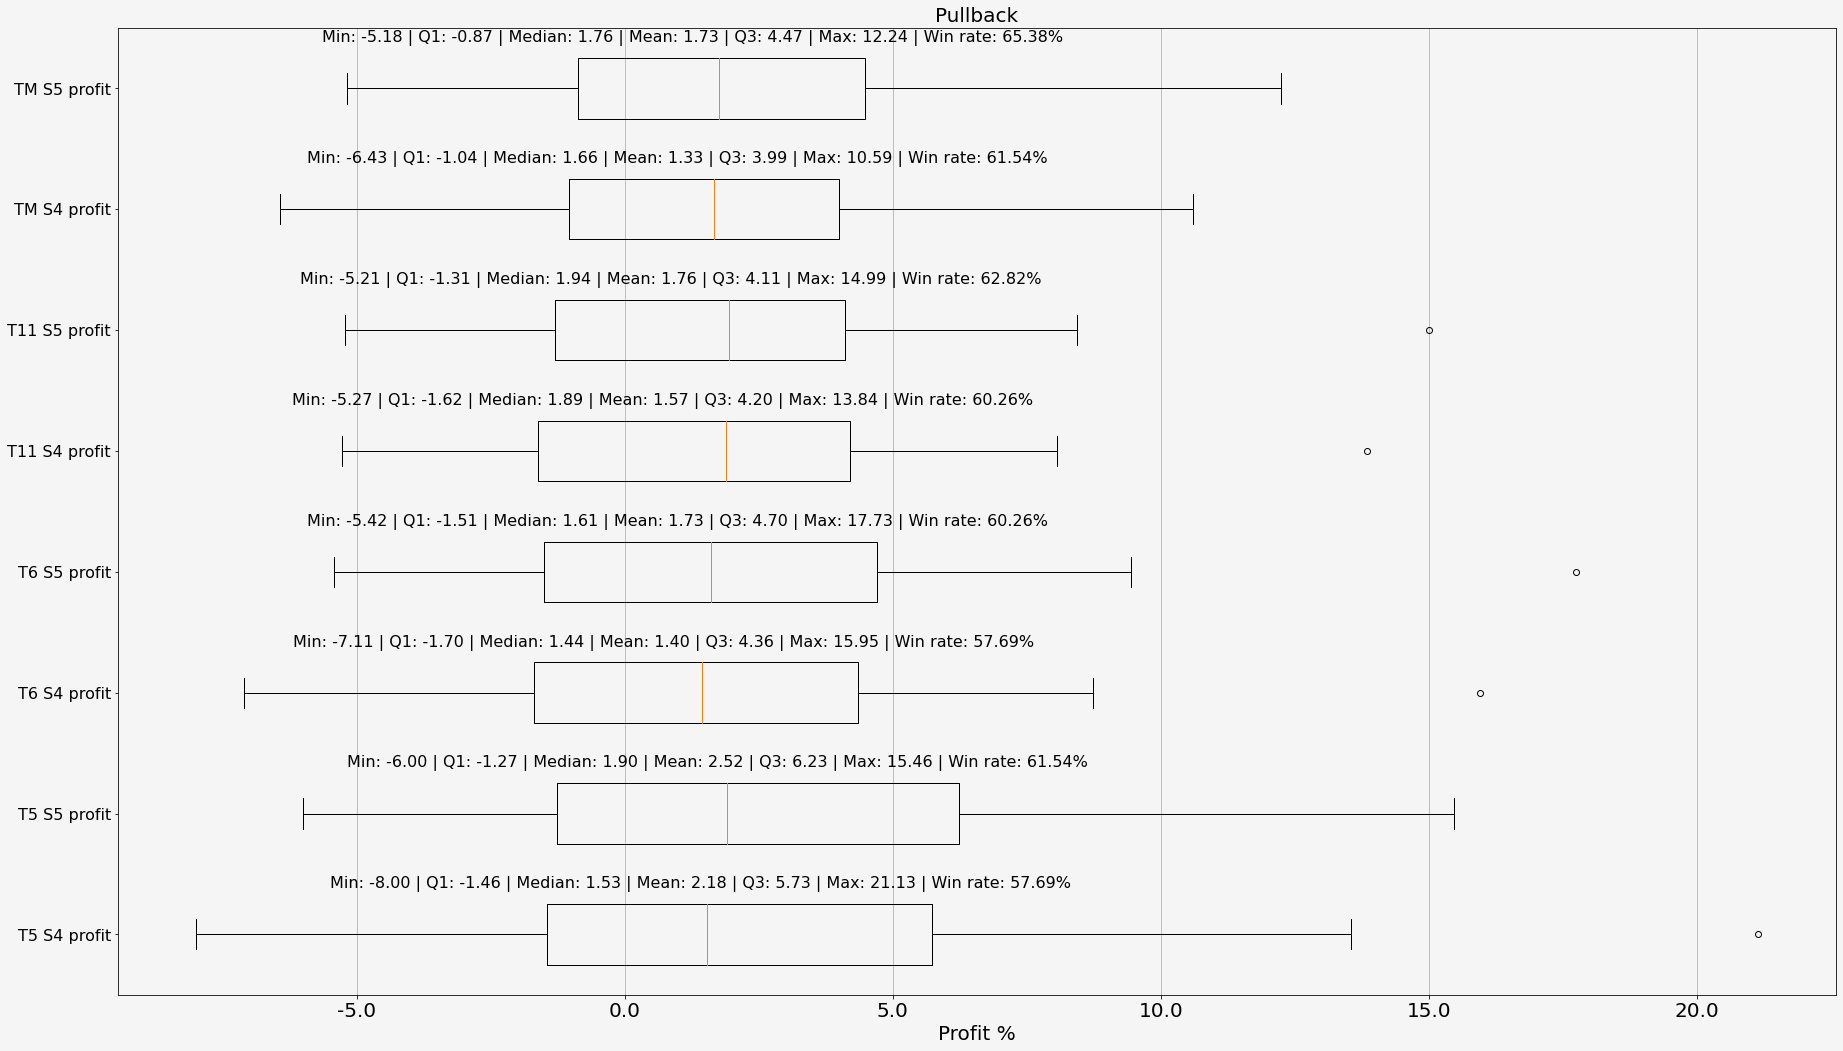 Pullback
Min: -5.18 | Q1: -0.87 | Median: 1.76 | Mean: 1.73 | Q3: 4.47 | Max: 12.24 | Win rate: 65.38%
TM S5 profit
Min: -6.43 | Q1: -1.04 | Median: 1.66 | Mean: 1.33 | Q3: 3.99 | Max: 10.59 | Win rate: 61.54%
TM S4 profit
Min: -5.21 | Q1: -1.31 | Median: 1.94 | Mean: 1.76 | Q3: 4.11 | Max: 14.99 | Win rate: 62.82%
T11 S5 profit
Min: -5.27 | Q1: -1.62 | Median: 1.89 | Mean: 1.57 | Q3: 4.20 | Max: 13.84 | Win rate: 60.26%
T11 S4 profit
Min: -5.42 | Q1: -1.51 | Median: 1.61 | Mean: 1.73 | Q3: 4.70 | Max: 17.73 | Win rate: 60.26%
T6 S5 profit
Min: -7.11 | Q1: -1.70 | Median: 1.44 | Mean: 1.40 | Q3: 4.36 | Max: 15.95 | Win rate: 57.69%
T6 S4 profit
Min: -6.00 | Q1: -1.27 | Median: 1.90 | Mean: 2.52 | Q3: 6.23 | Max: 15.46 | Win rate: 61.54%
T5 S5 profit
Min: -8.00 | Q1: -1.46 | Median: 1.53 | Mean: 2.18 | Q3: 5.73 | Max: 21.13 | Win rate: 57.69%
T5 S4 profit
-5.0 0.0 5.0 10.0 15.0 20.0
Profit %